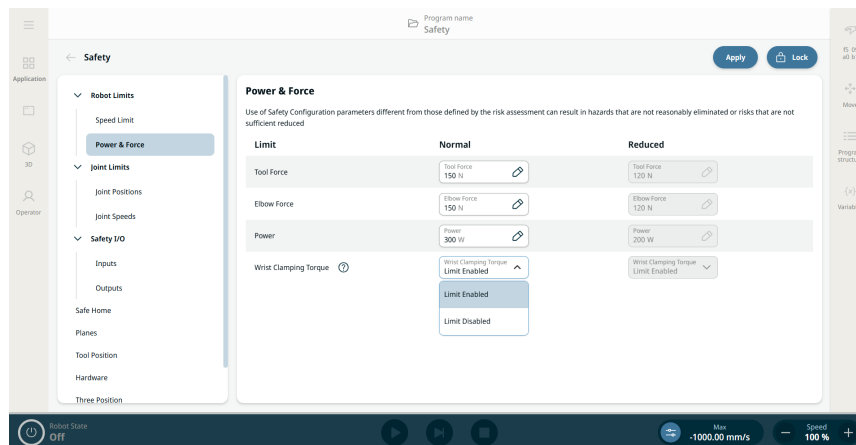 Program name
Safety
Safety
Apply
Lock
Application
3D
Operator
Robot Limits
Speed Limit
Power & Force
Joint Limits
Joint Positions
Joint Speeds
Safety I/O
Inputs
Outputs
Safe Home
Planes
Tool Position
Hardware
Three Position
Power & Force
Use of Safety Configuration parameters different from those defined by the risk assessment can result in hazards that are not reasonably eliminated or risks that are not
sufficient reduced
Limit Normal Reduced
Tool Force
Tool Force
150 N
Tool Force
120 N
Elbow Force
Elbow Force
150 N
Elbow Force
120 N
Power
Power
300 W
Power
200 W
Wrist Clamping Torque ?
Wrist Clamping Torque
Limit Enabled
Wrist Clamping Torque
Limit Enabled
Limit Enabled
Limit Disabled
Move
Variab
{x}
Robot State
Off
Max
-1000.00 mm/s
Speed
100 %